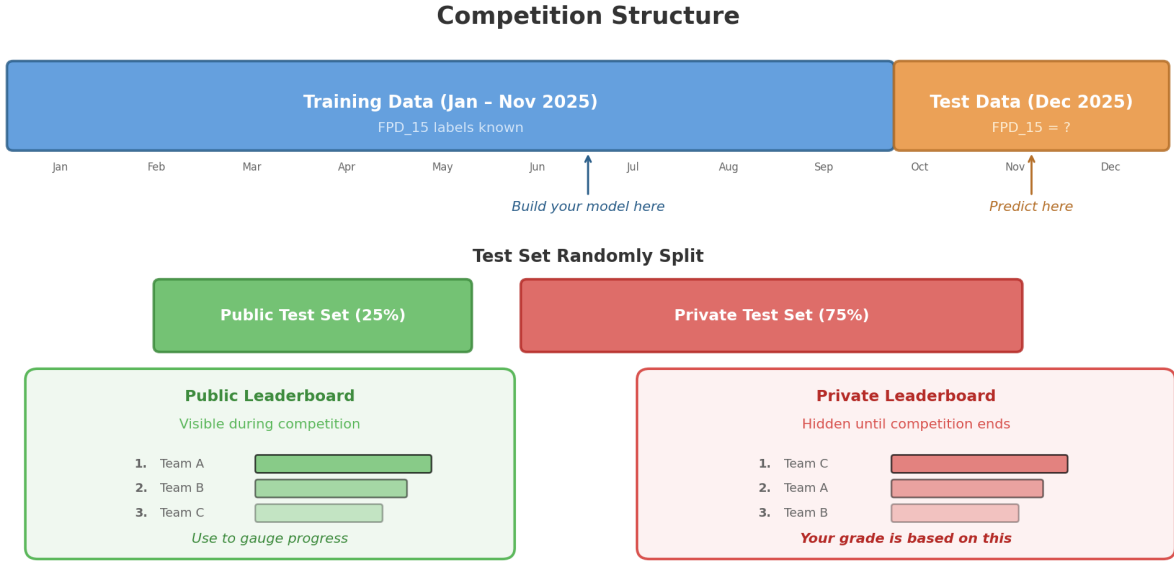 Competition Structure
Training Data (Jan – Nov 2025)
FPD_15 labels known
Test Data (Dec 2025)
FPD_15 = ?
Jan Feb Mar Apr May Jun Jul Aug Sep Oct Nov Dec
Build your model here
Predict here
Test Set Randomly Split
Public Test Set (25%)
Private Test Set (75%)
Public Leaderboard
Visible during competition
1. Team A
2. Team B
3. Team C
Use to gauge progress
Private Leaderboard
Hidden until competition ends
1. Team C
2. Team A
3. Team B
Your grade is based on this